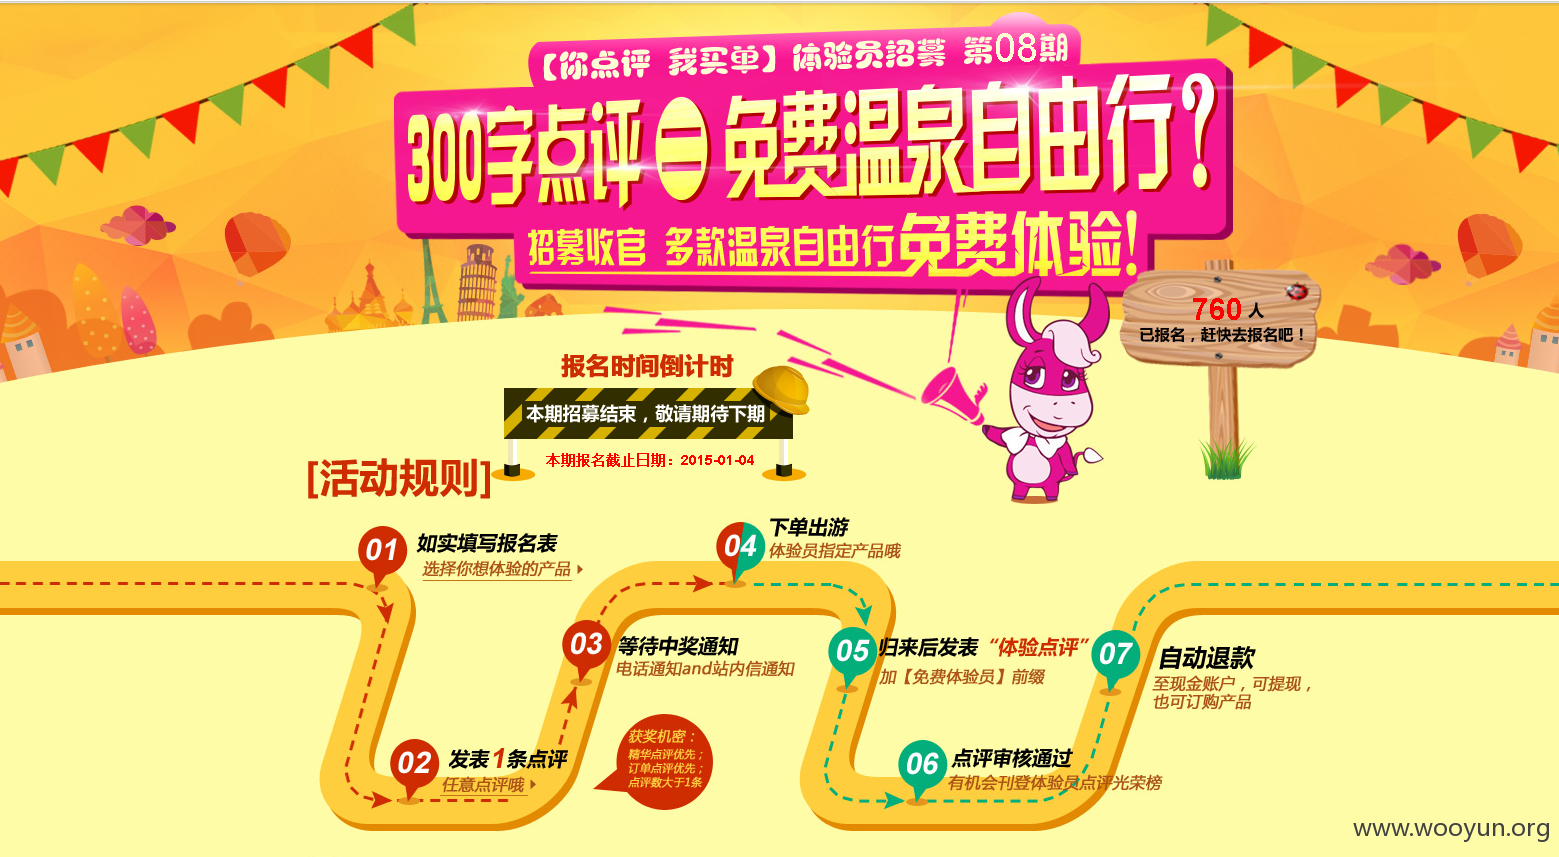 【你点评 我买单】体验员招募 第08期
300字点评=免费温泉自由行?
招募收官 多款温泉自由行免费体验!
760 人
已报名，赶快去报名吧！
报名时间倒计时
本期招募结束，敬请期待下期
本期报名截止日期：2015-01-04
[活动规则]
01 如实填写报名表
选择你想体验的产品
02 发表1条点评
任意点评哦
03 等待中奖通知
电话通知and站内信通知
获奖机密：
精华点评优先；
订单点评优先；
点评数大于1条
04 下单出游
体验员指定产品哦
05 归来后发表“体验点评”
加【免费体验员】前缀
06 点评审核通过
有机会刊登体验员点评光荣榜
07 自动退款
至现金账户，可提现，
也可订购产品
www.wooyun.org